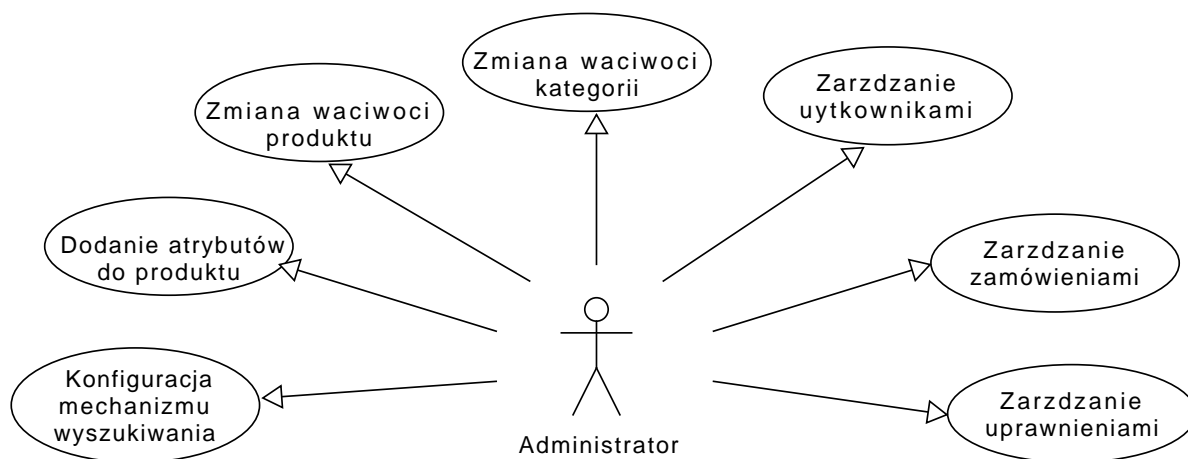 Zmiana waciwoci
kategorii
Zmiana waciwoci
produktu
Zarzdzanie
uytkownikami
Dodanie atrybutów
do produktu
Zarzdzanie
zamówieniami
Konfiguracja
mechanizmu
wyszukiwania
Zarzdzanie
uprawnieniami
Administrator